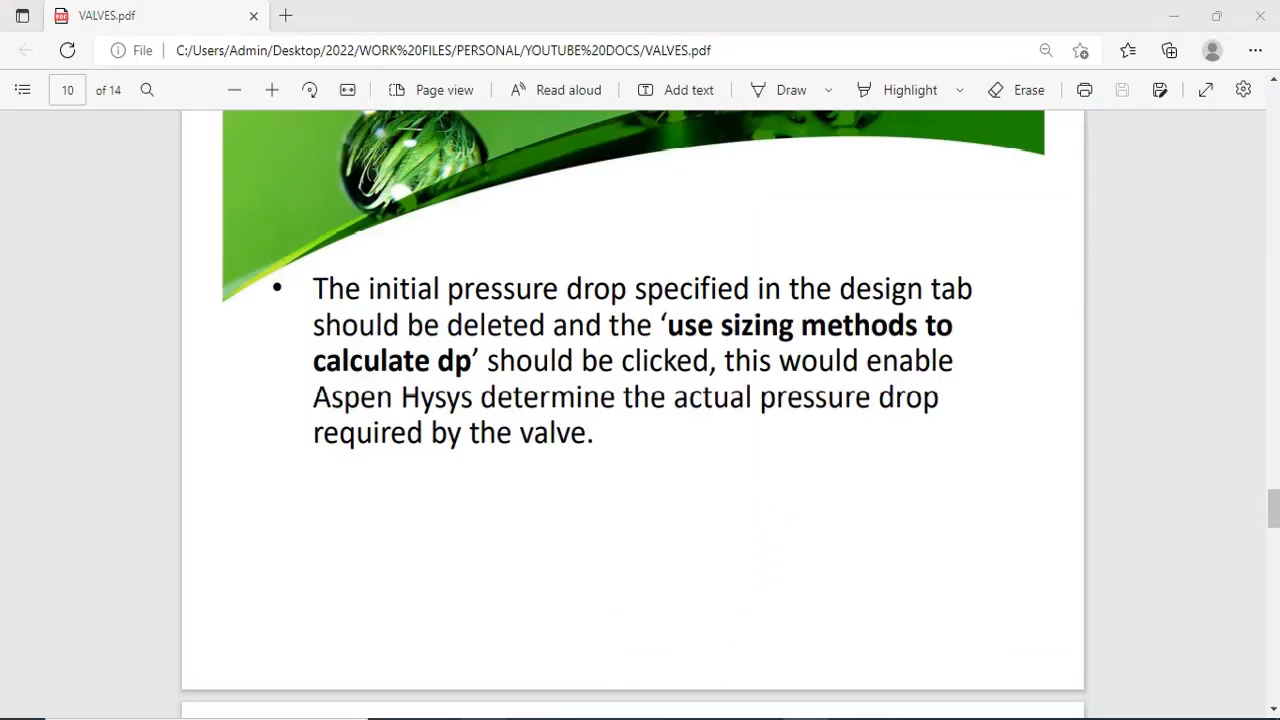 VALVES.pdf
File C:/Users/Admin/Desktop/2022/WORK%20FILES/PERSONAL/YOUTUBE%20DOCS/VALVES.pdf
10 of 14 Page view Read aloud Add text Draw Highlight Erase
• The initial pressure drop specified in the design tab
should be deleted and the ‘use sizing methods to
calculate dp’ should be clicked, this would enable
Aspen Hysys determine the actual pressure drop
required by the valve.